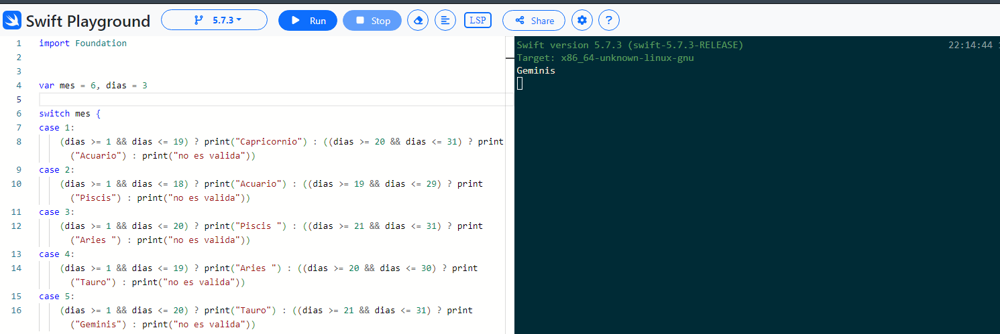 Swift Playground 5.7.3 Run Stop LSP Share ?
1 import Foundation
2
3
4 var mes = 6, dias = 3
5
6 switch mes {
7 case 1:
8 (dias >= 1 && dias <= 19) ? print("Capricornio") : ((dias >= 20 && dias <= 31) ? print
("Acuario") : print("no es valida"))
9 case 2:
10 (dias >= 1 && dias <= 18) ? print("Acuario") : ((dias >= 19 && dias <= 29) ? print
("Piscis") : print("no es valida"))
11 case 3:
12 (dias >= 1 && dias <= 20) ? print("Piscis ") : ((dias >= 21 && dias <= 31) ? print
("Aries ") : print("no es valida"))
13 case 4:
14 (dias >= 1 && dias <= 19) ? print("Aries ") : ((dias >= 20 && dias <= 30) ? print
("Tauro") : print("no es valida"))
15 case 5:
16 (dias >= 1 && dias <= 20) ? print("Tauro") : ((dias >= 21 && dias <= 31) ? print
("Geminis") : print("no es valida"))
Swift version 5.7.3 (swift-5.7.3-RELEASE) 22:14:44
Target: x86_64-unknown-linux-gnu
Geminis